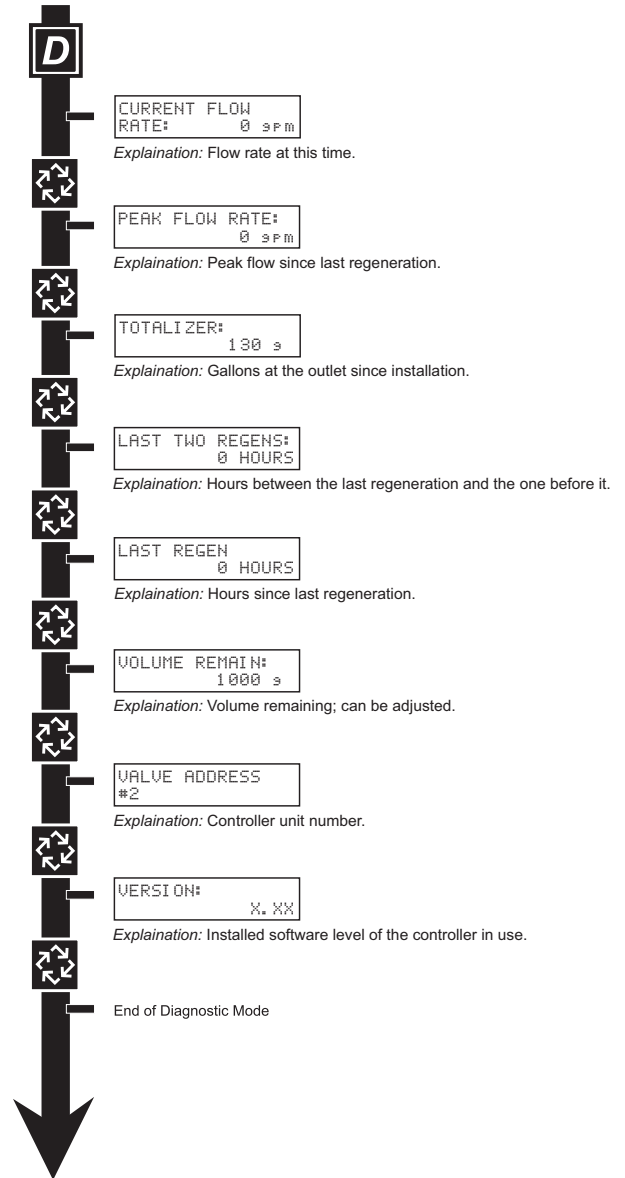 D
CURRENT FLOW
RATE: 0 gpm
Explaination: Flow rate at this time.
PEAK FLOW RATE:
0 gpm
Explaination: Peak flow since last regeneration.
TOTALIZER:
130 g
Explaination: Gallons at the outlet since installation.
LAST TWO REGENS:
0 HOURS
Explaination: Hours between the last regeneration and the one before it.
LAST REGEN
0 HOURS
Explaination: Hours since last regeneration.
VOLUME REMAIN:
1000 g
Explaination: Volume remaining; can be adjusted.
VALVE ADDRESS
#2
Explaination: Controller unit number.
VERSION:
X.XX
Explaination: Installed software level of the controller in use.
End of Diagnostic Mode